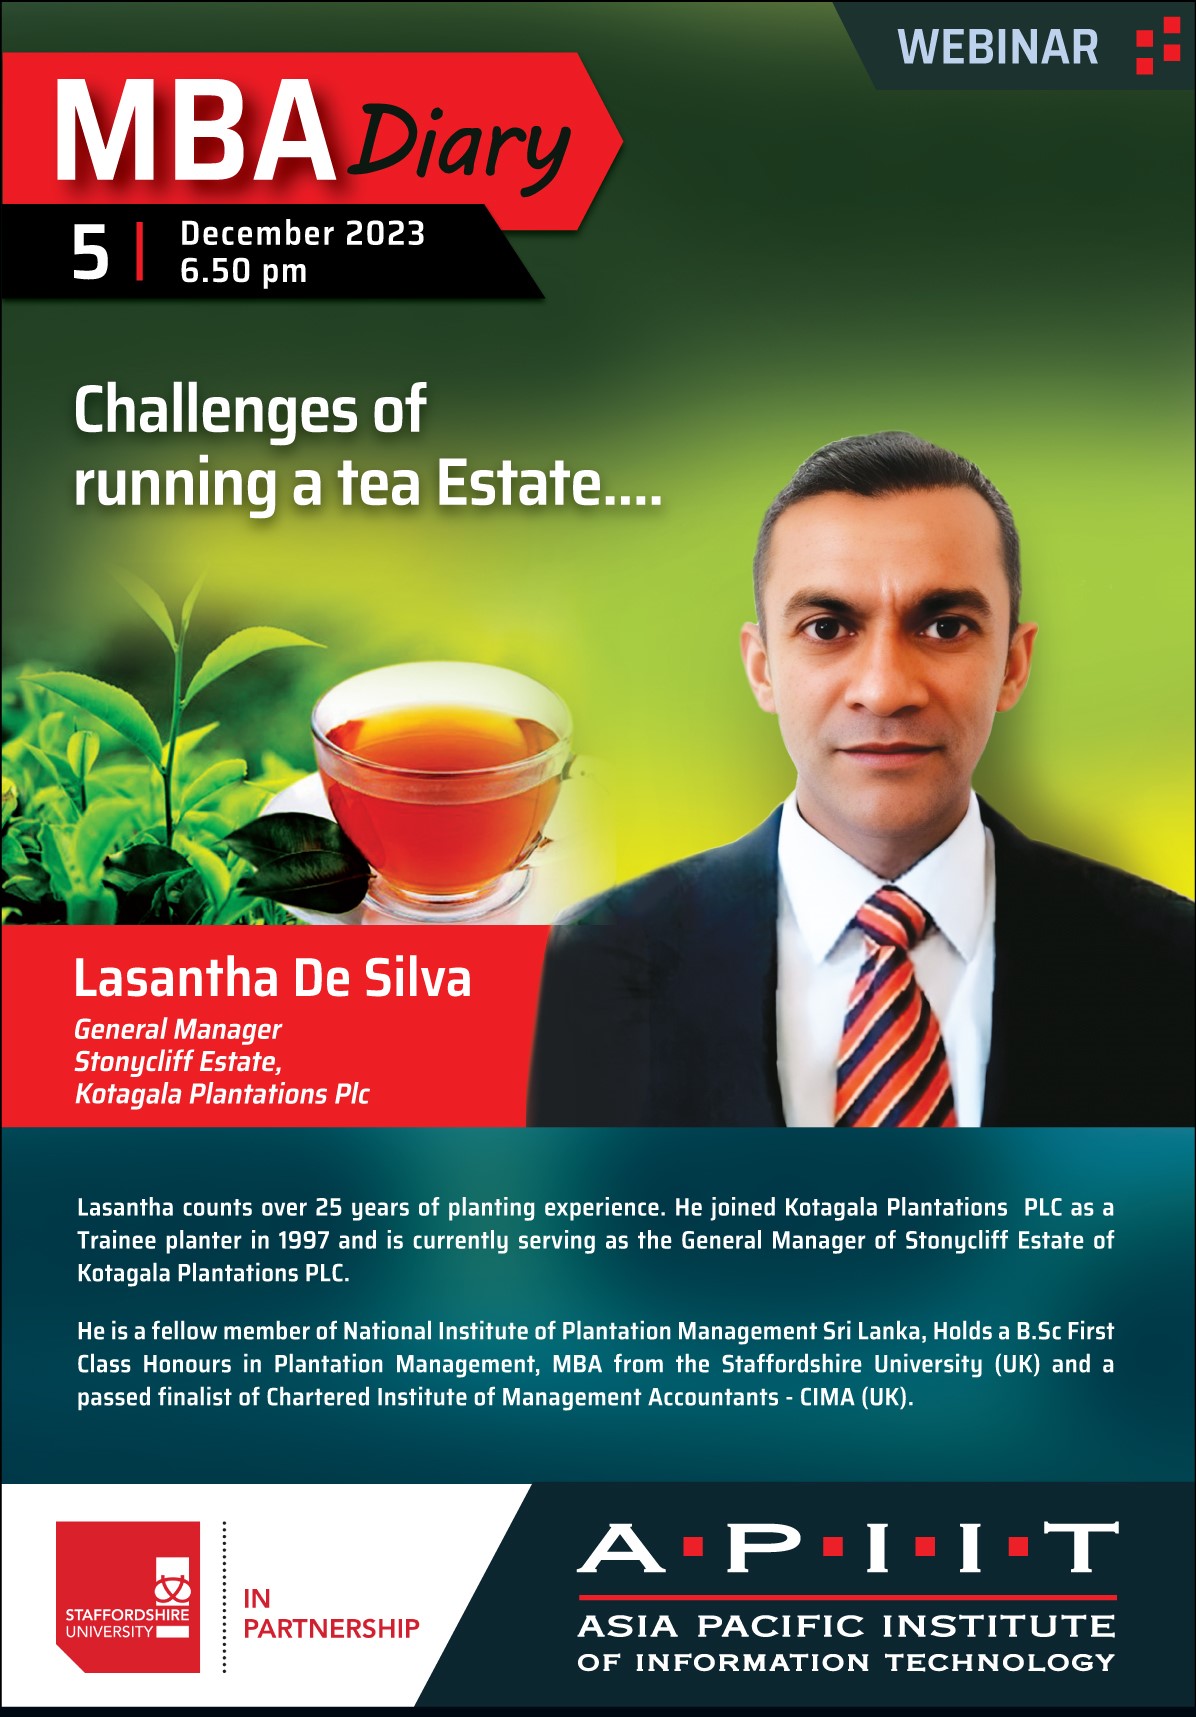 WEBINAR
MBA Diary
5 | December 2023
6.50 pm
Challenges of
running a tea Estate....
Lasantha De Silva
General Manager
Stonycliff Estate,
Kotagala Plantations Plc
Lasantha counts over 25 years of planting experience. He joined Kotagala Plantations PLC as a
Trainee planter in 1997 and is currently serving as the General Manager of Stonycliff Estate of
Kotagala Plantations PLC.
He is a fellow member of National Institute of Plantation Management Sri Lanka, Holds a B.Sc First
Class Honours in Plantation Management, MBA from the Staffordshire University (UK) and a
passed finalist of Chartered Institute of Management Accountants - CIMA (UK).
STAFFORDSHIRE
UNIVERSITY
IN
PARTNERSHIP
A·P·I·I·T
ASIA PACIFIC INSTITUTE
OF INFORMATION TECHNOLOGY